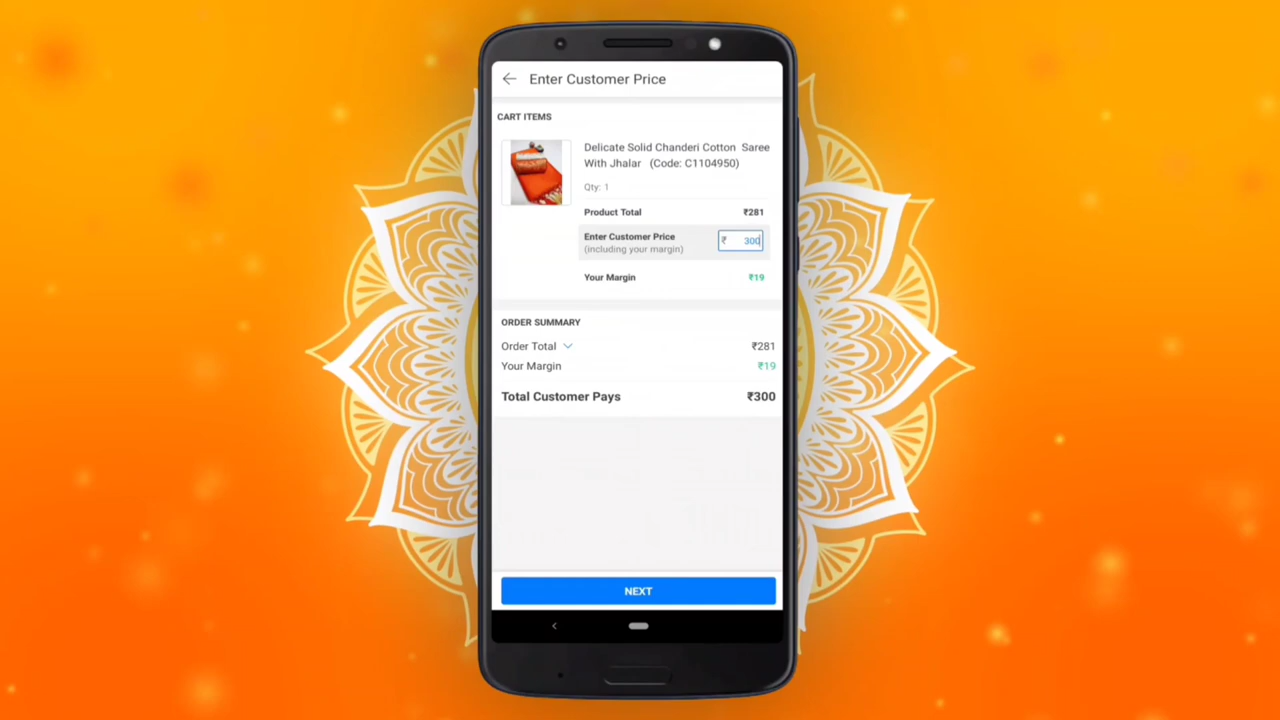 Enter Customer Price
CART ITEMS
Delicate Solid Chanderi Cotton Saree
With Jhalar (Code: C1104950)
Qty: 1
Product Total ₹281
Enter Customer Price ₹ 300
(including your margin)
Your Margin ₹19
ORDER SUMMARY
Order Total ₹281
Your Margin ₹19
Total Customer Pays ₹300
NEXT